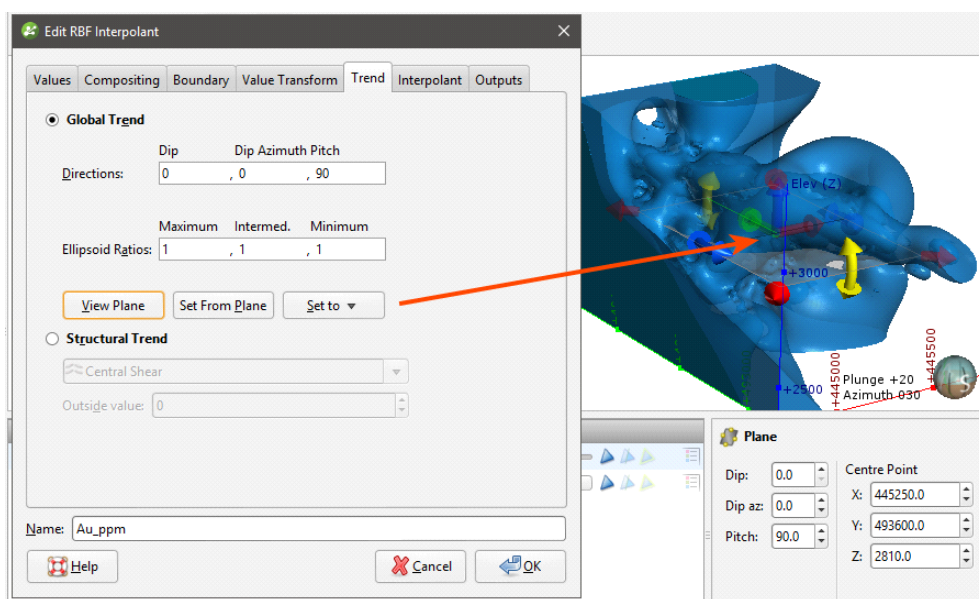 Edit RBF Interpolant
Values Compositing Boundary Value Transform Trend Interpolant Outputs
Global Trend
Dip Dip Azimuth Pitch
Directions: 0 , 0 , 90
Maximum Intermed. Minimum
Ellipsoid Ratios: 1 , 1 , 1
View Plane Set From Plane Set to
Structural Trend
Central Shear
Outside value: 0
Name: Au_ppm
Help Cancel OK
Elev (Z)
+3000
+2500
+445000
+445500
Plunge +20
Azimuth 030
Plane
Dip: 0.0
Dip az: 0.0
Pitch: 90.0
Centre Point
X: 445250.0
Y: 493600.0
Z: 2810.0